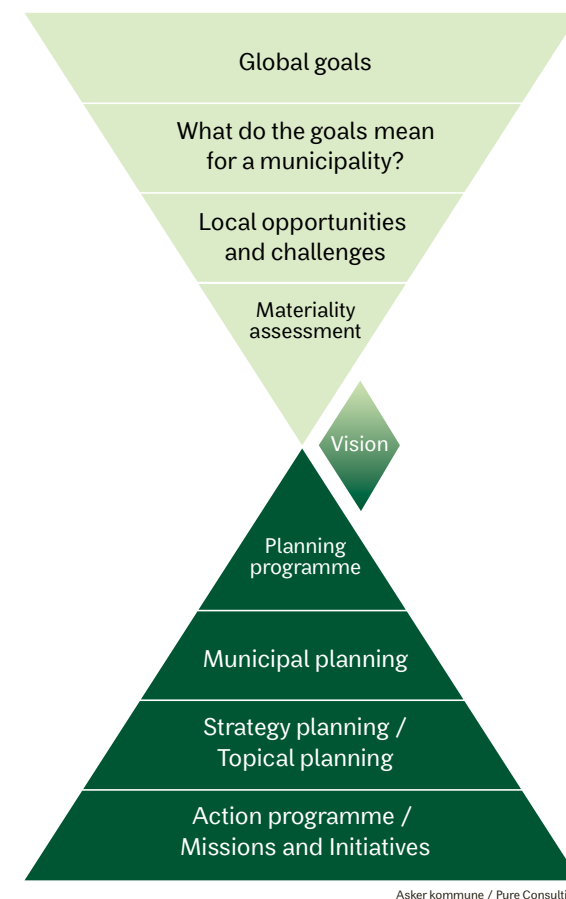 Global goals
What do the goals mean
for a municipality?
Local opportunities
and challenges
Materiality
assessment
Vision
Planning
programme
Municipal planning
Strategy planning /
Topical planning
Action programme /
Missions and Initiatives
Asker kommune / Pure Consulti